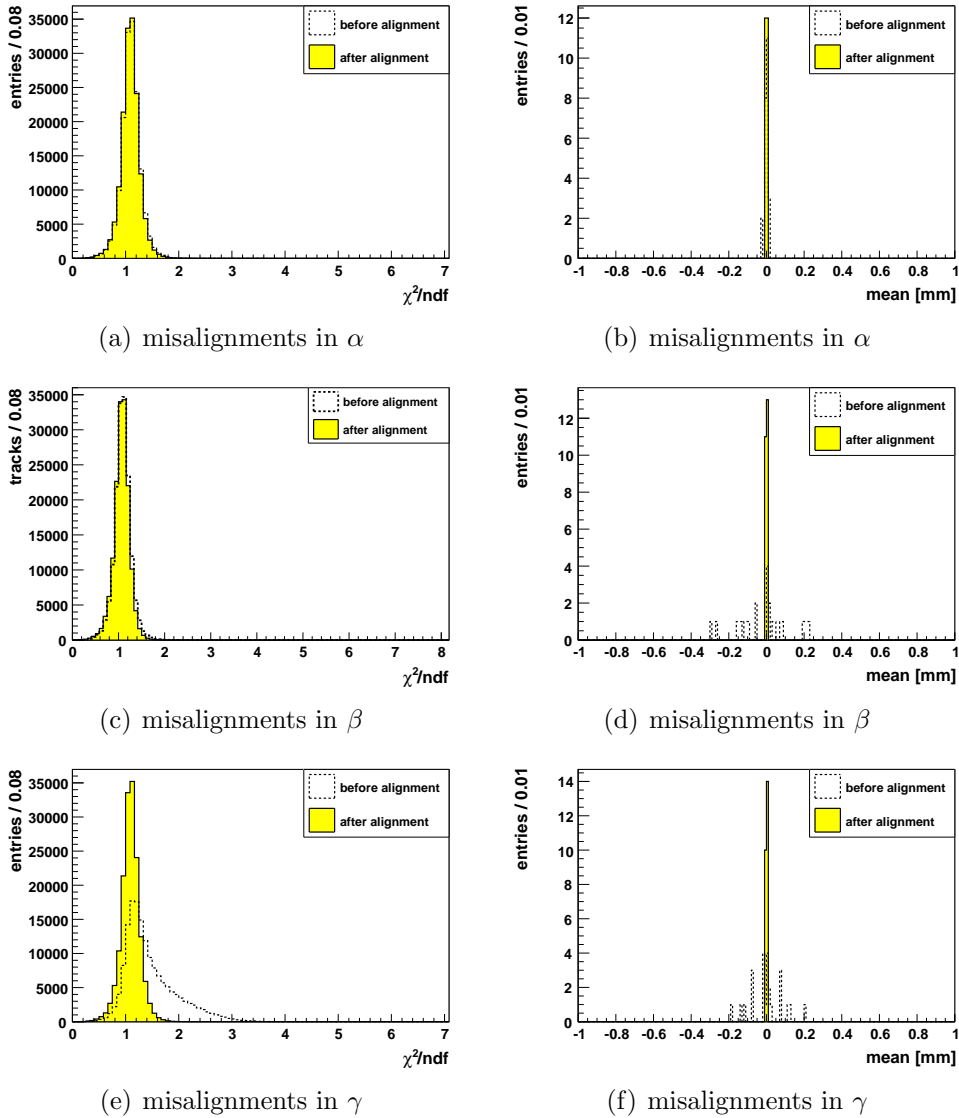 entries / 0.08
35000
30000
25000
20000
15000
10000
5000
0
before alignment
after alignment
0 1 2 3 4 5 6 7
χ²/ndf
(a) misalignments in α
entries / 0.01
12
10
8
6
4
2
0
before alignment
after alignment
-1 -0.8 -0.6 -0.4 -0.2 0 0.2 0.4 0.6 0.8 1
mean [mm]
(b) misalignments in α
tracks / 0.08
35000
30000
25000
20000
15000
10000
5000
0
before alignment
after alignment
0 1 2 3 4 5 6 7 8
χ²/ndf
(c) misalignments in β
entries / 0.01
12
10
8
6
4
2
0
before alignment
after alignment
-1 -0.8 -0.6 -0.4 -0.2 0 0.2 0.4 0.6 0.8 1
mean [mm]
(d) misalignments in β
entries / 0.08
35000
30000
25000
20000
15000
10000
5000
0
before alignment
after alignment
0 1 2 3 4 5 6 7
χ²/ndf
(e) misalignments in γ
entries / 0.01
14
12
10
8
6
4
2
0
before alignment
after alignment
-1 -0.8 -0.6 -0.4 -0.2 0 0.2 0.4 0.6 0.8 1
mean [mm]
(f) misalignments in γ